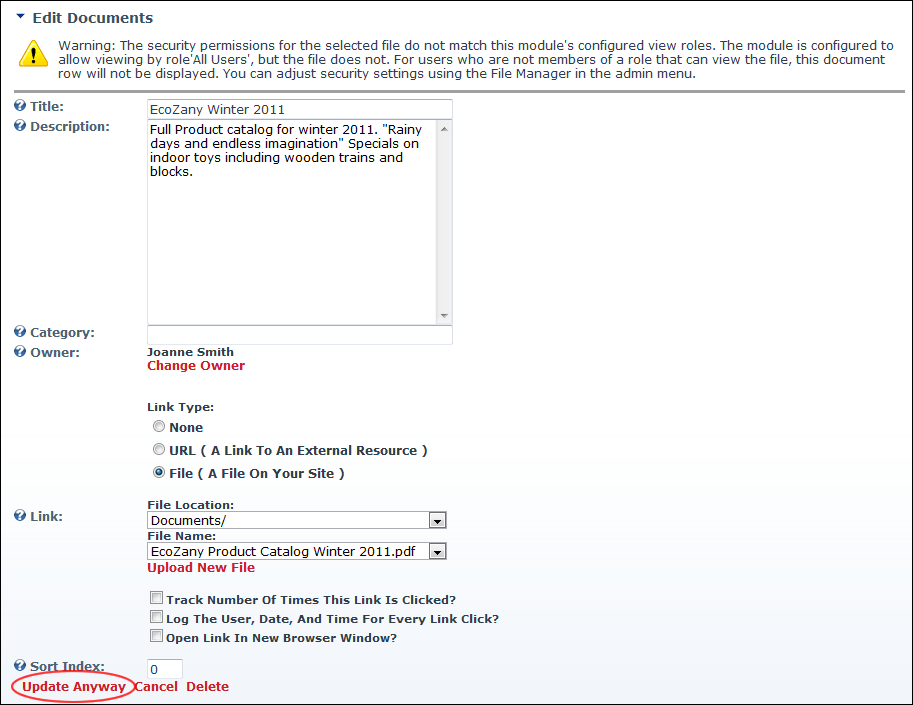 Edit Documents
Warning: The security permissions for the selected file do not match this module's configured view roles. The module is configured to
allow viewing by role'All Users', but the file does not. For users who are not members of a role that can view the file, this document
row will not be displayed. You can adjust security settings using the File Manager in the admin menu.
Title: EcoZany Winter 2011
Description: Full Product catalog for winter 2011. "Rainy
days and endless imagination" Specials on
indoor toys including wooden trains and
blocks.
Category:
Owner: Joanne Smith
Change Owner
Link Type:
None
URL ( A Link To An External Resource )
File ( A File On Your Site )
File Location:
Link: Documents/
File Name:
EcoZany Product Catalog Winter 2011.pdf
Upload New File
Track Number Of Times This Link Is Clicked?
Log The User, Date, And Time For Every Link Click?
Open Link In New Browser Window?
Sort Index: 0
Update Anyway Cancel Delete